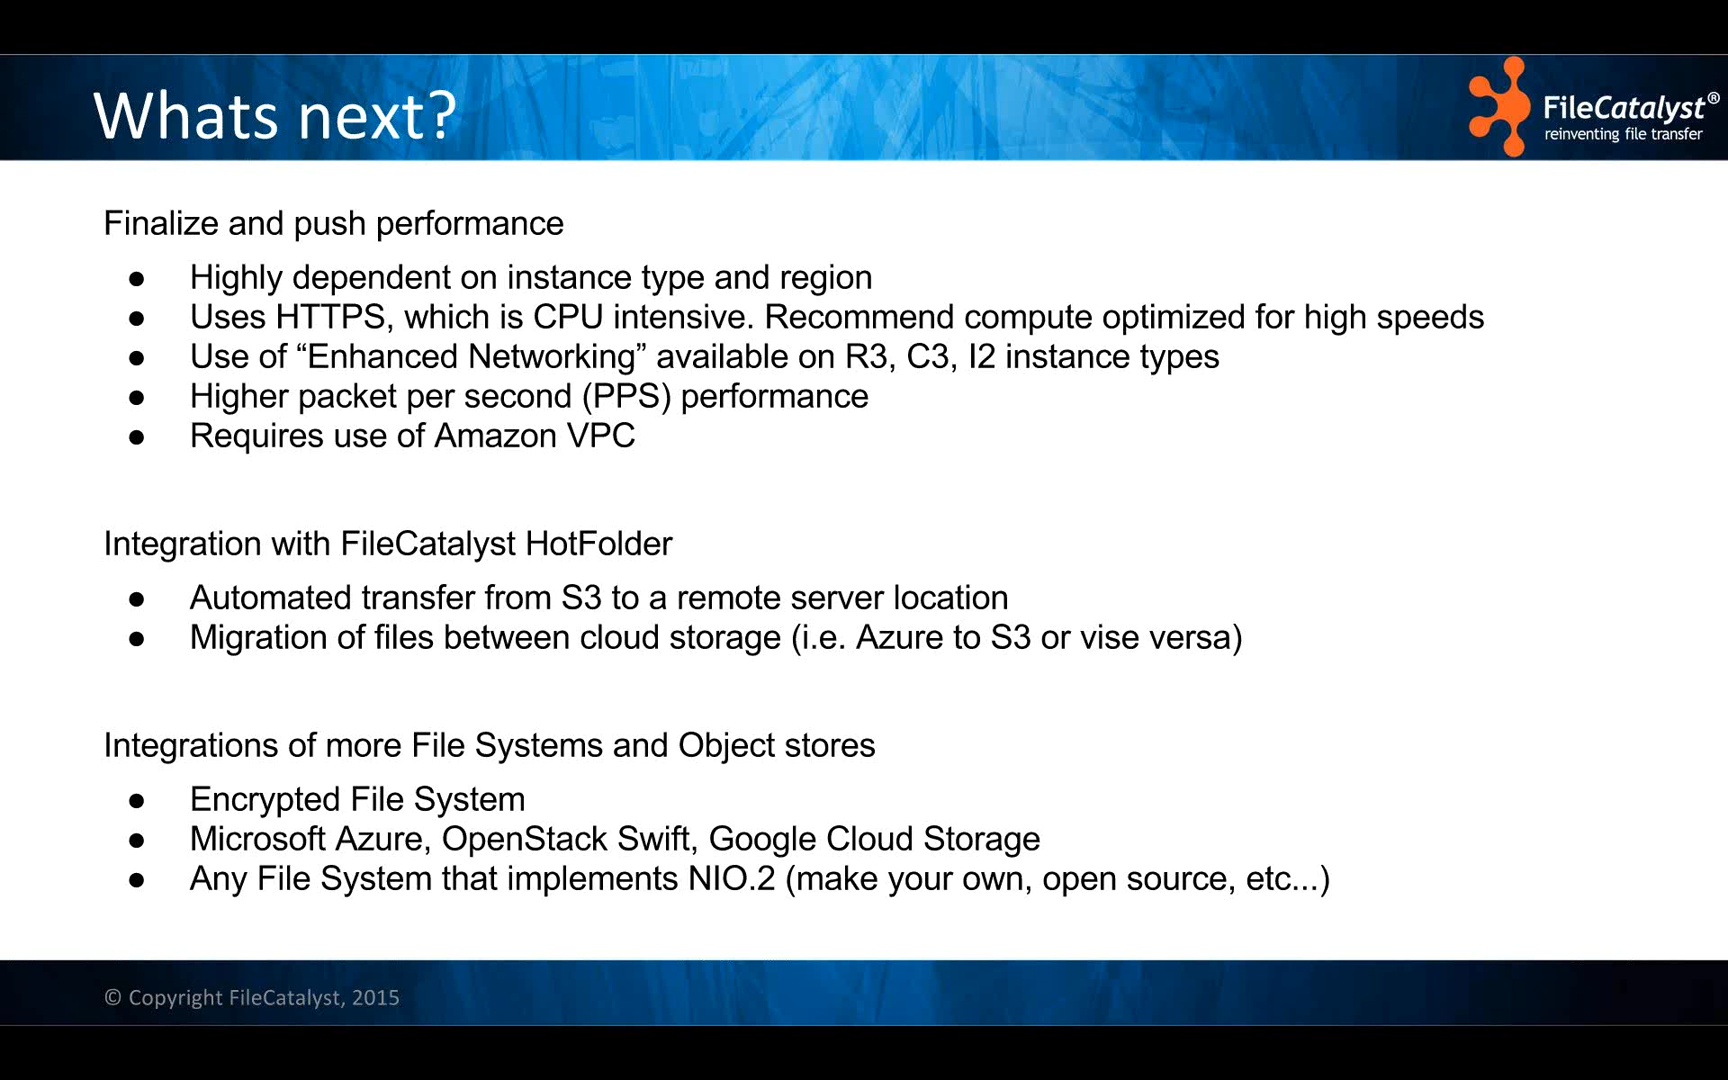 Whats next?
FileCatalyst®
reinventing file transfer
Finalize and push performance
● Highly dependent on instance type and region
● Uses HTTPS, which is CPU intensive. Recommend compute optimized for high speeds
● Use of “Enhanced Networking” available on R3, C3, I2 instance types
● Higher packet per second (PPS) performance
● Requires use of Amazon VPC
Integration with FileCatalyst HotFolder
● Automated transfer from S3 to a remote server location
● Migration of files between cloud storage (i.e. Azure to S3 or vise versa)
Integrations of more File Systems and Object stores
● Encrypted File System
● Microsoft Azure, OpenStack Swift, Google Cloud Storage
● Any File System that implements NIO.2 (make your own, open source, etc...)
© Copyright FileCatalyst, 2015